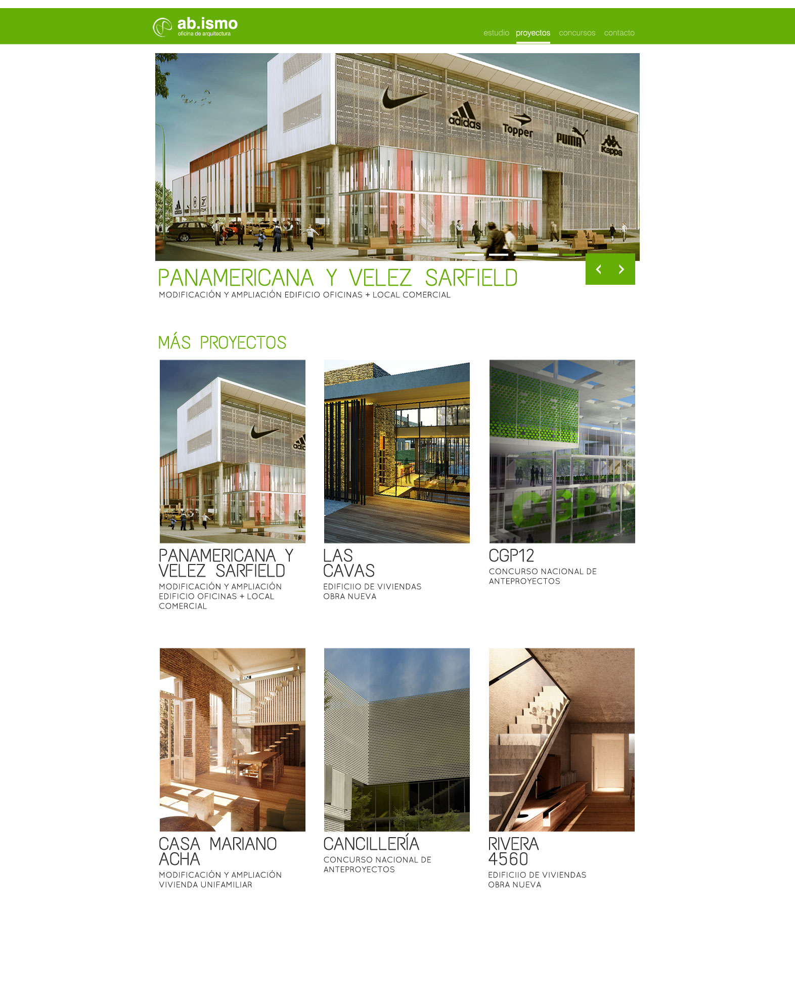 ab.ismo
oficina de arquitectura
estudio proyectos concursos contacto
adidas
Topper
PUMA
Kappa
adidas
PANAMERICANA Y VELEZ SARFIELD
MODIFICACIÓN Y AMPLIACIÓN EDIFICIO OFICINAS + LOCAL COMERCIAL
MÁS PROYECTOS
adid
CGP1
PANAMERICANA Y
VELEZ SARFIELD
MODIFICACIÓN Y AMPLIACIÓN
EDIFICIO OFICINAS + LOCAL
COMERCIAL
LAS
CAVAS
EDIFICIIO DE VIVIENDAS
OBRA NUEVA
CGP12
CONCURSO NACIONAL DE
ANTEPROYECTOS
CASA MARIANO
ACHA
MODIFICACIÓN Y AMPLIACIÓN
VIVIENDA UNIFAMILIAR
CANCILLERÍA
CONCURSO NACIONAL DE
ANTEPROYECTOS
RIVERA
4560
EDIFICIIO DE VIVIENDAS
OBRA NUEVA